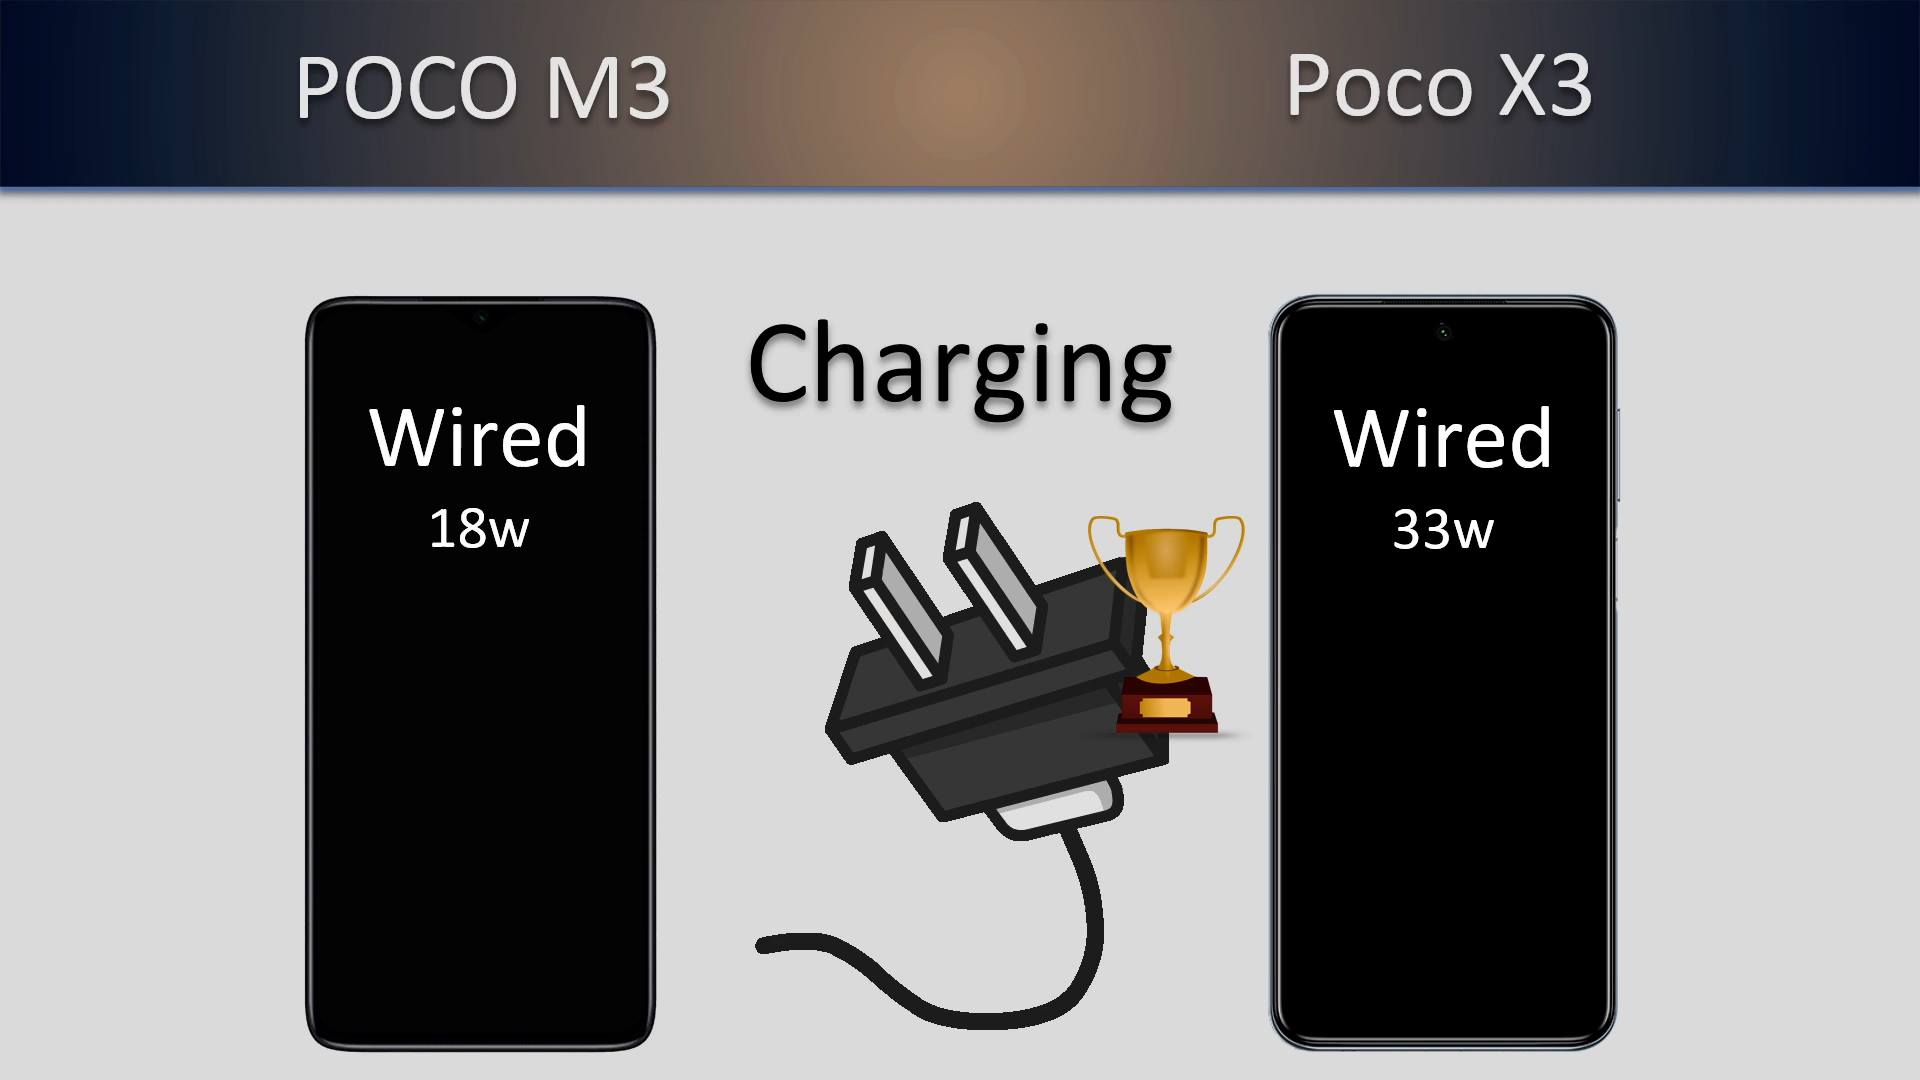 POCO M3
Poco X3
Charging
Wired
18w
Wired
33w